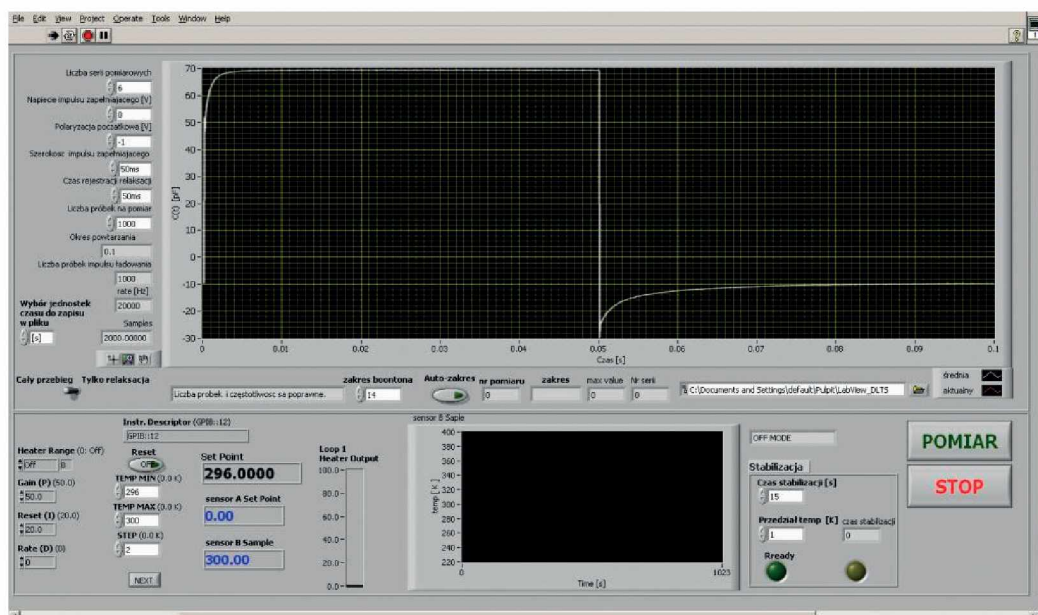 File Edit View Project Operate Tools Window Help
Liczba serii pomiarowych
6
Napiecie impulsu zapełniajacego [V]
8
Polaryzacja początkowa [V]
-1
Szerokosc impulsu zapełniajacego
50ms
Czas rejestracji relaksacji
50ms
Liczba próbek na pomiar
1000
Okres powtarzania
0.1
Liczba próbek impulsu ładowania
1000
rate [Hz]
20000
Wybór jednostek
czasu do zapisu
w pliku
[s]
Samples
2000.00000
C(t) [pF]
70
60
50
40
30
20
10
0
-10
-20
-30
0 0.01 0.02 0.03 0.04 0.05 0.06 0.07 0.08 0.09 0.1
Czas [s]
Cały przebieg Tylko relaksacja
Liczba próbek i częstotliwosc sa poprawne.
zakres boontona
14
Auto-zakres
nr pomiaru
0
zakres
max value
0
Nr serii
0
C:\Documents and Settings\default\Pulpit\LabView_DLTS
średnia
aktualny
Instr. Descriptor (GPIB::12)
GPIB::12
Heater Range (0: Off)
Off 0
Gain (P) (50.0)
50.0
Reset (I) (20.0)
20.0
Rate (D) (0)
0
Reset
OFF
TEMP MIN (0.0 K)
296
TEMP MAX (0.0 K)
300
STEP (0.0 K)
2
NEXT
Set Point
296.0000
sensor A Set Point
0.00
sensor B Sample
300.00
Loop 1
Heater Output
100.0
80.0
60.0
40.0
20.0
0.0
sensor B Saple
temp [K]
400
380
360
340
320
300
280
260
240
220
0 1023
Time [s]
OFF MODE
Stabilizacja
Czas stabilizacji [s]
15
Przedzial temp [K]
1
czas stabilizacji
0
Rready
POMIAR
STOP